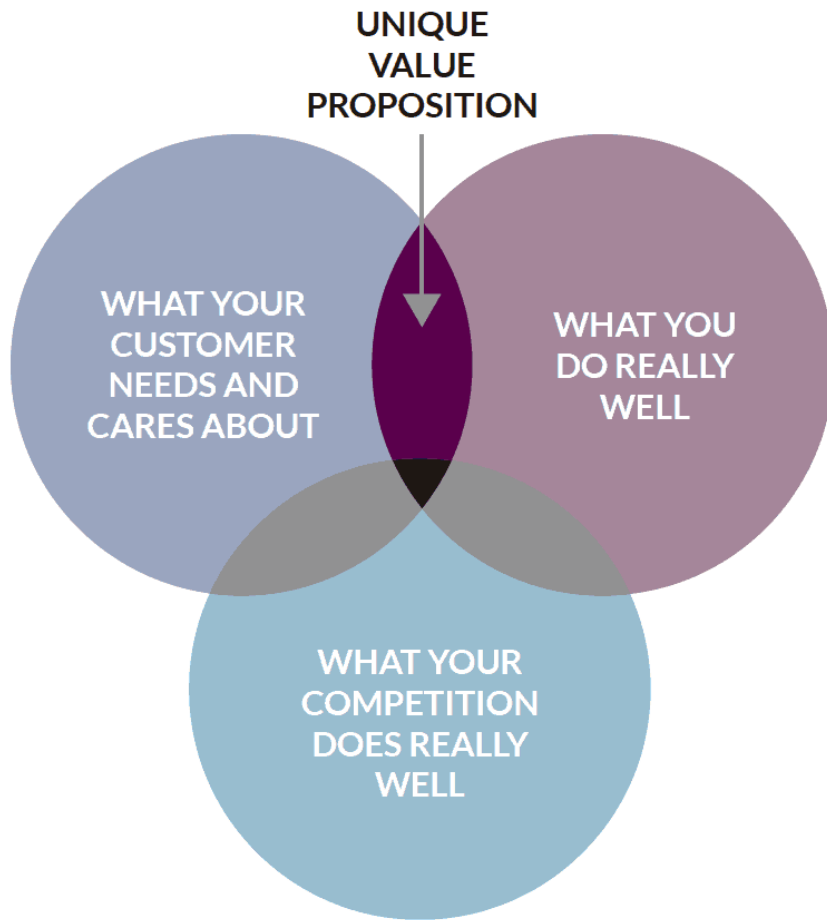 UNIQUE
VALUE
PROPOSITION
WHAT YOUR
CUSTOMER
NEEDS AND
CARES ABOUT
WHAT YOU
DO REALLY
WELL
WHAT YOUR
COMPETITION
DOES REALLY
WELL